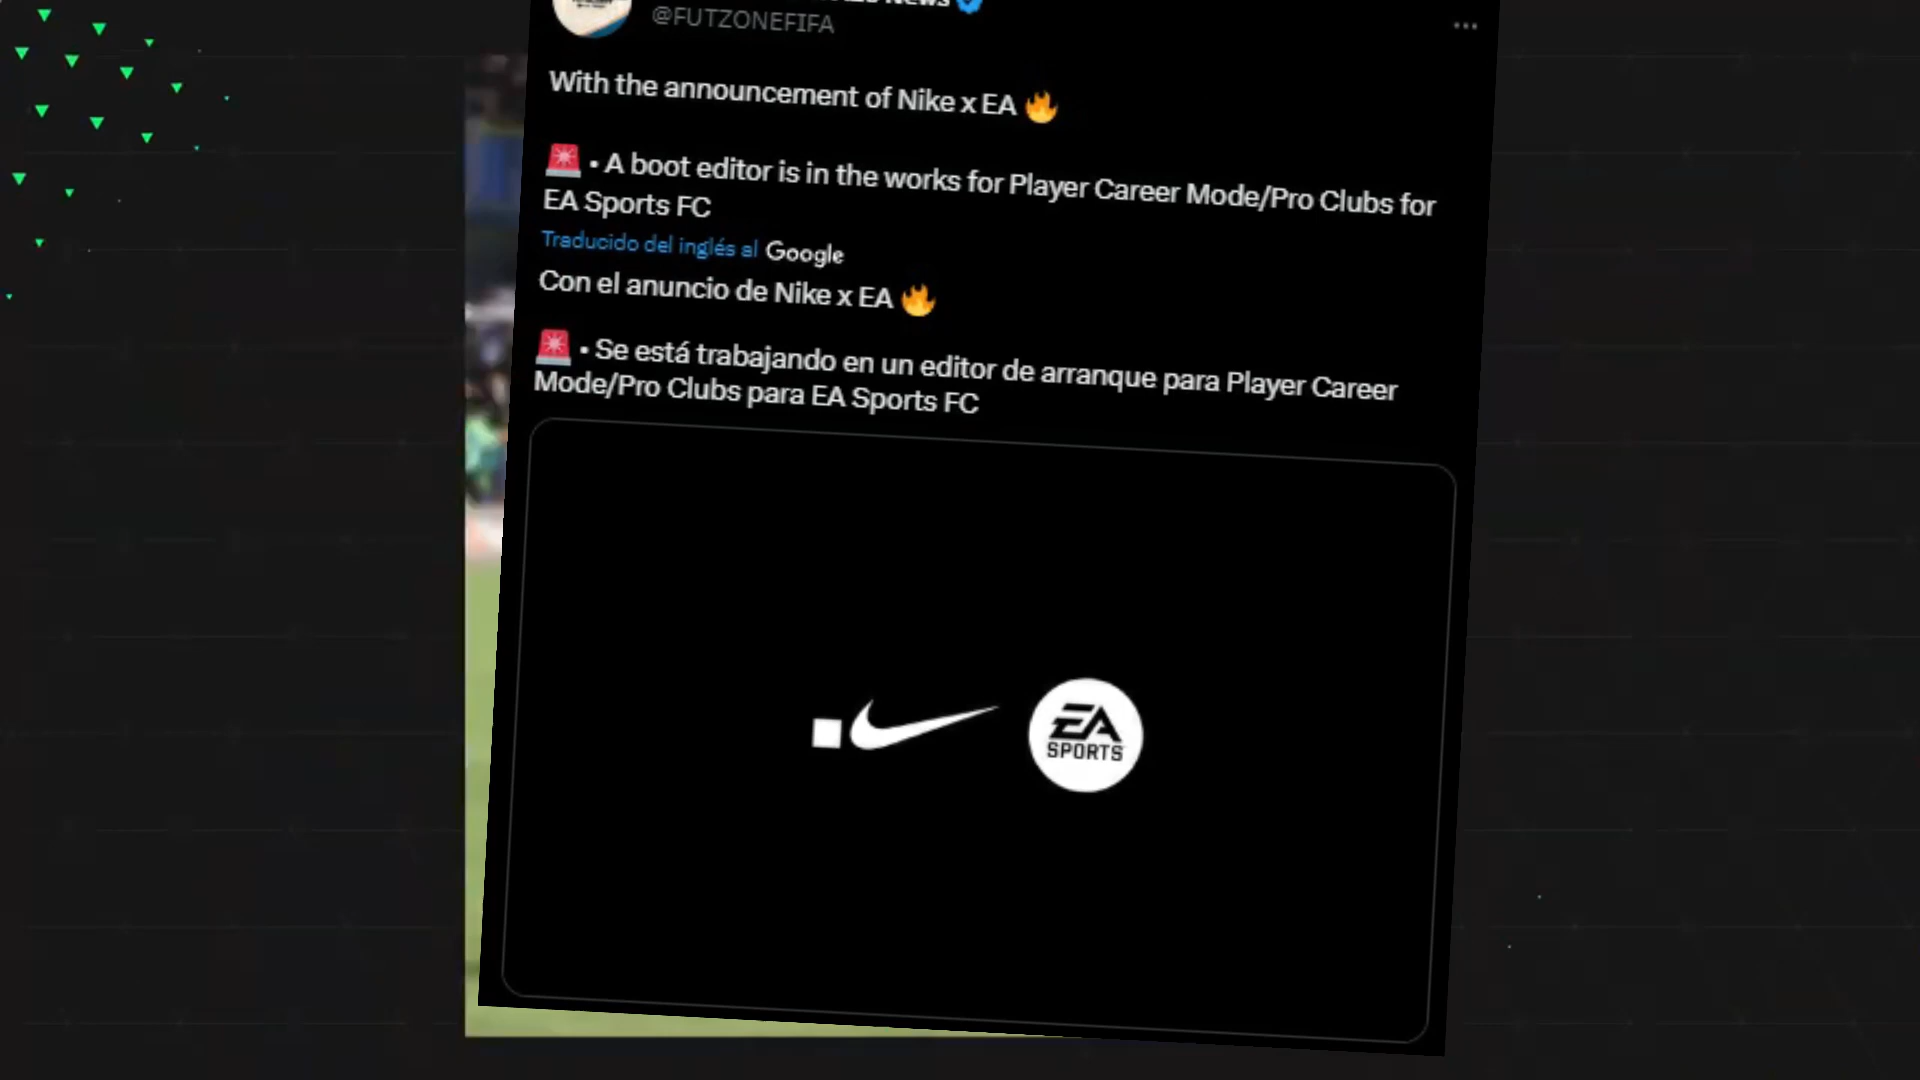 News
@FUTZONEFIFA
With the announcement of Nike x EA 🔥
🚨 • A boot editor is in the works for Player Career Mode/Pro Clubs for
EA Sports FC
Traducido del inglés al Google
Con el anuncio de Nike x EA 🔥
🚨 • Se está trabajando en un editor de arranque para Player Career
Mode/Pro Clubs para EA Sports FC
EA
SPORTS